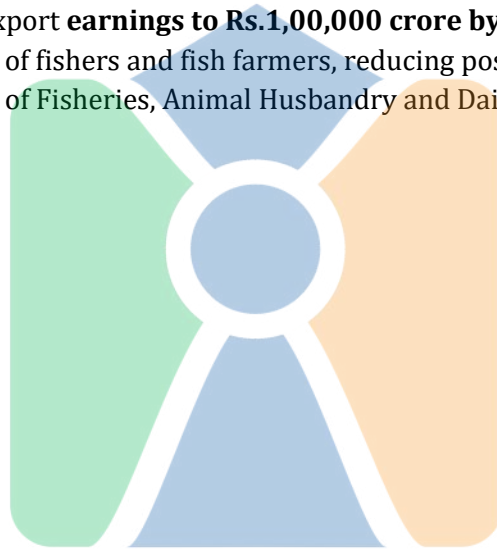 xport earnings to Rs.1,00,000 crore by
of fishers and fish farmers, reducing pos
of Fisheries, Animal Husbandry and Dai